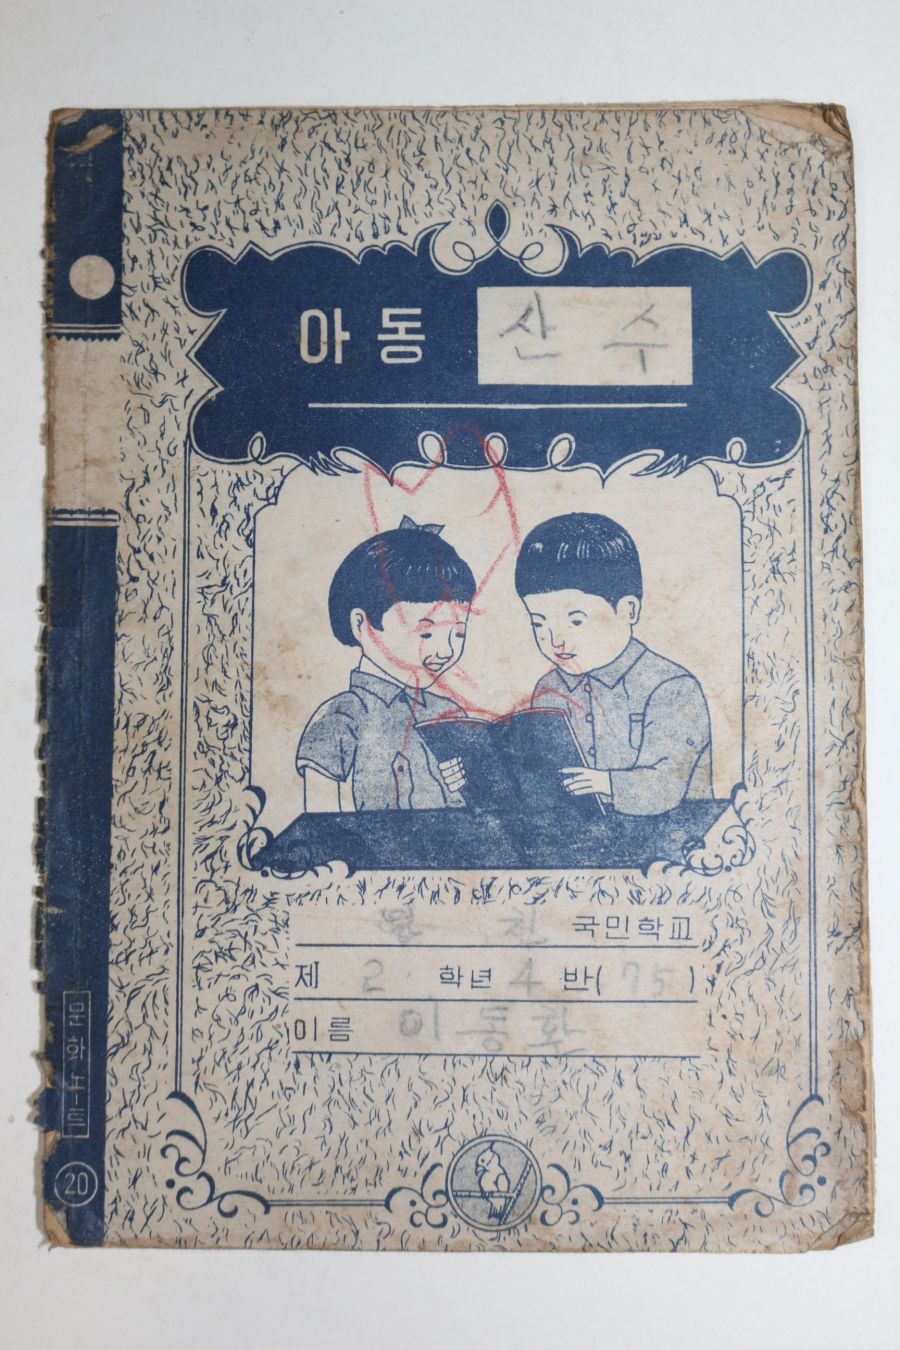 아동 산수
국민학교
제 2 학년 4 반(75)
이름 이동환
문화노-트
20